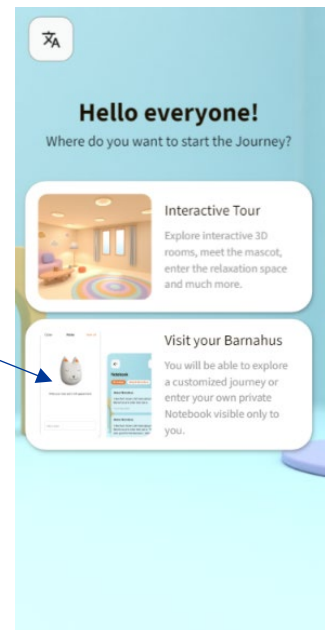 Hello everyone!
Where do you want to start the Journey?
Interactive Tour
Explore interactive 3D
rooms, meet the mascot,
enter the relaxation space
and much more.
Visit your Barnahus
You will be able to explore
a customized journey or
enter your own private
Notebook visible only to
you.
Notebook